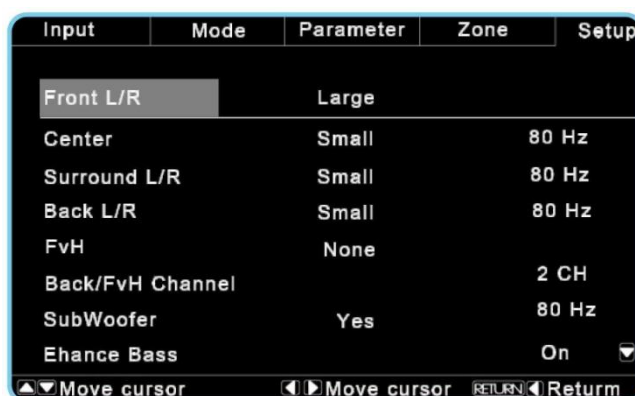 Input Mode Parameter Zone Setup
Front L/R Large
Center Small 80 Hz
Surround L/R Small 80 Hz
Back L/R Small 80 Hz
FvH None
Back/FvH Channel 2 CH
SubWoofer Yes 80 Hz
Ehance Bass On
Move cursor Move cursor RETURN Returm